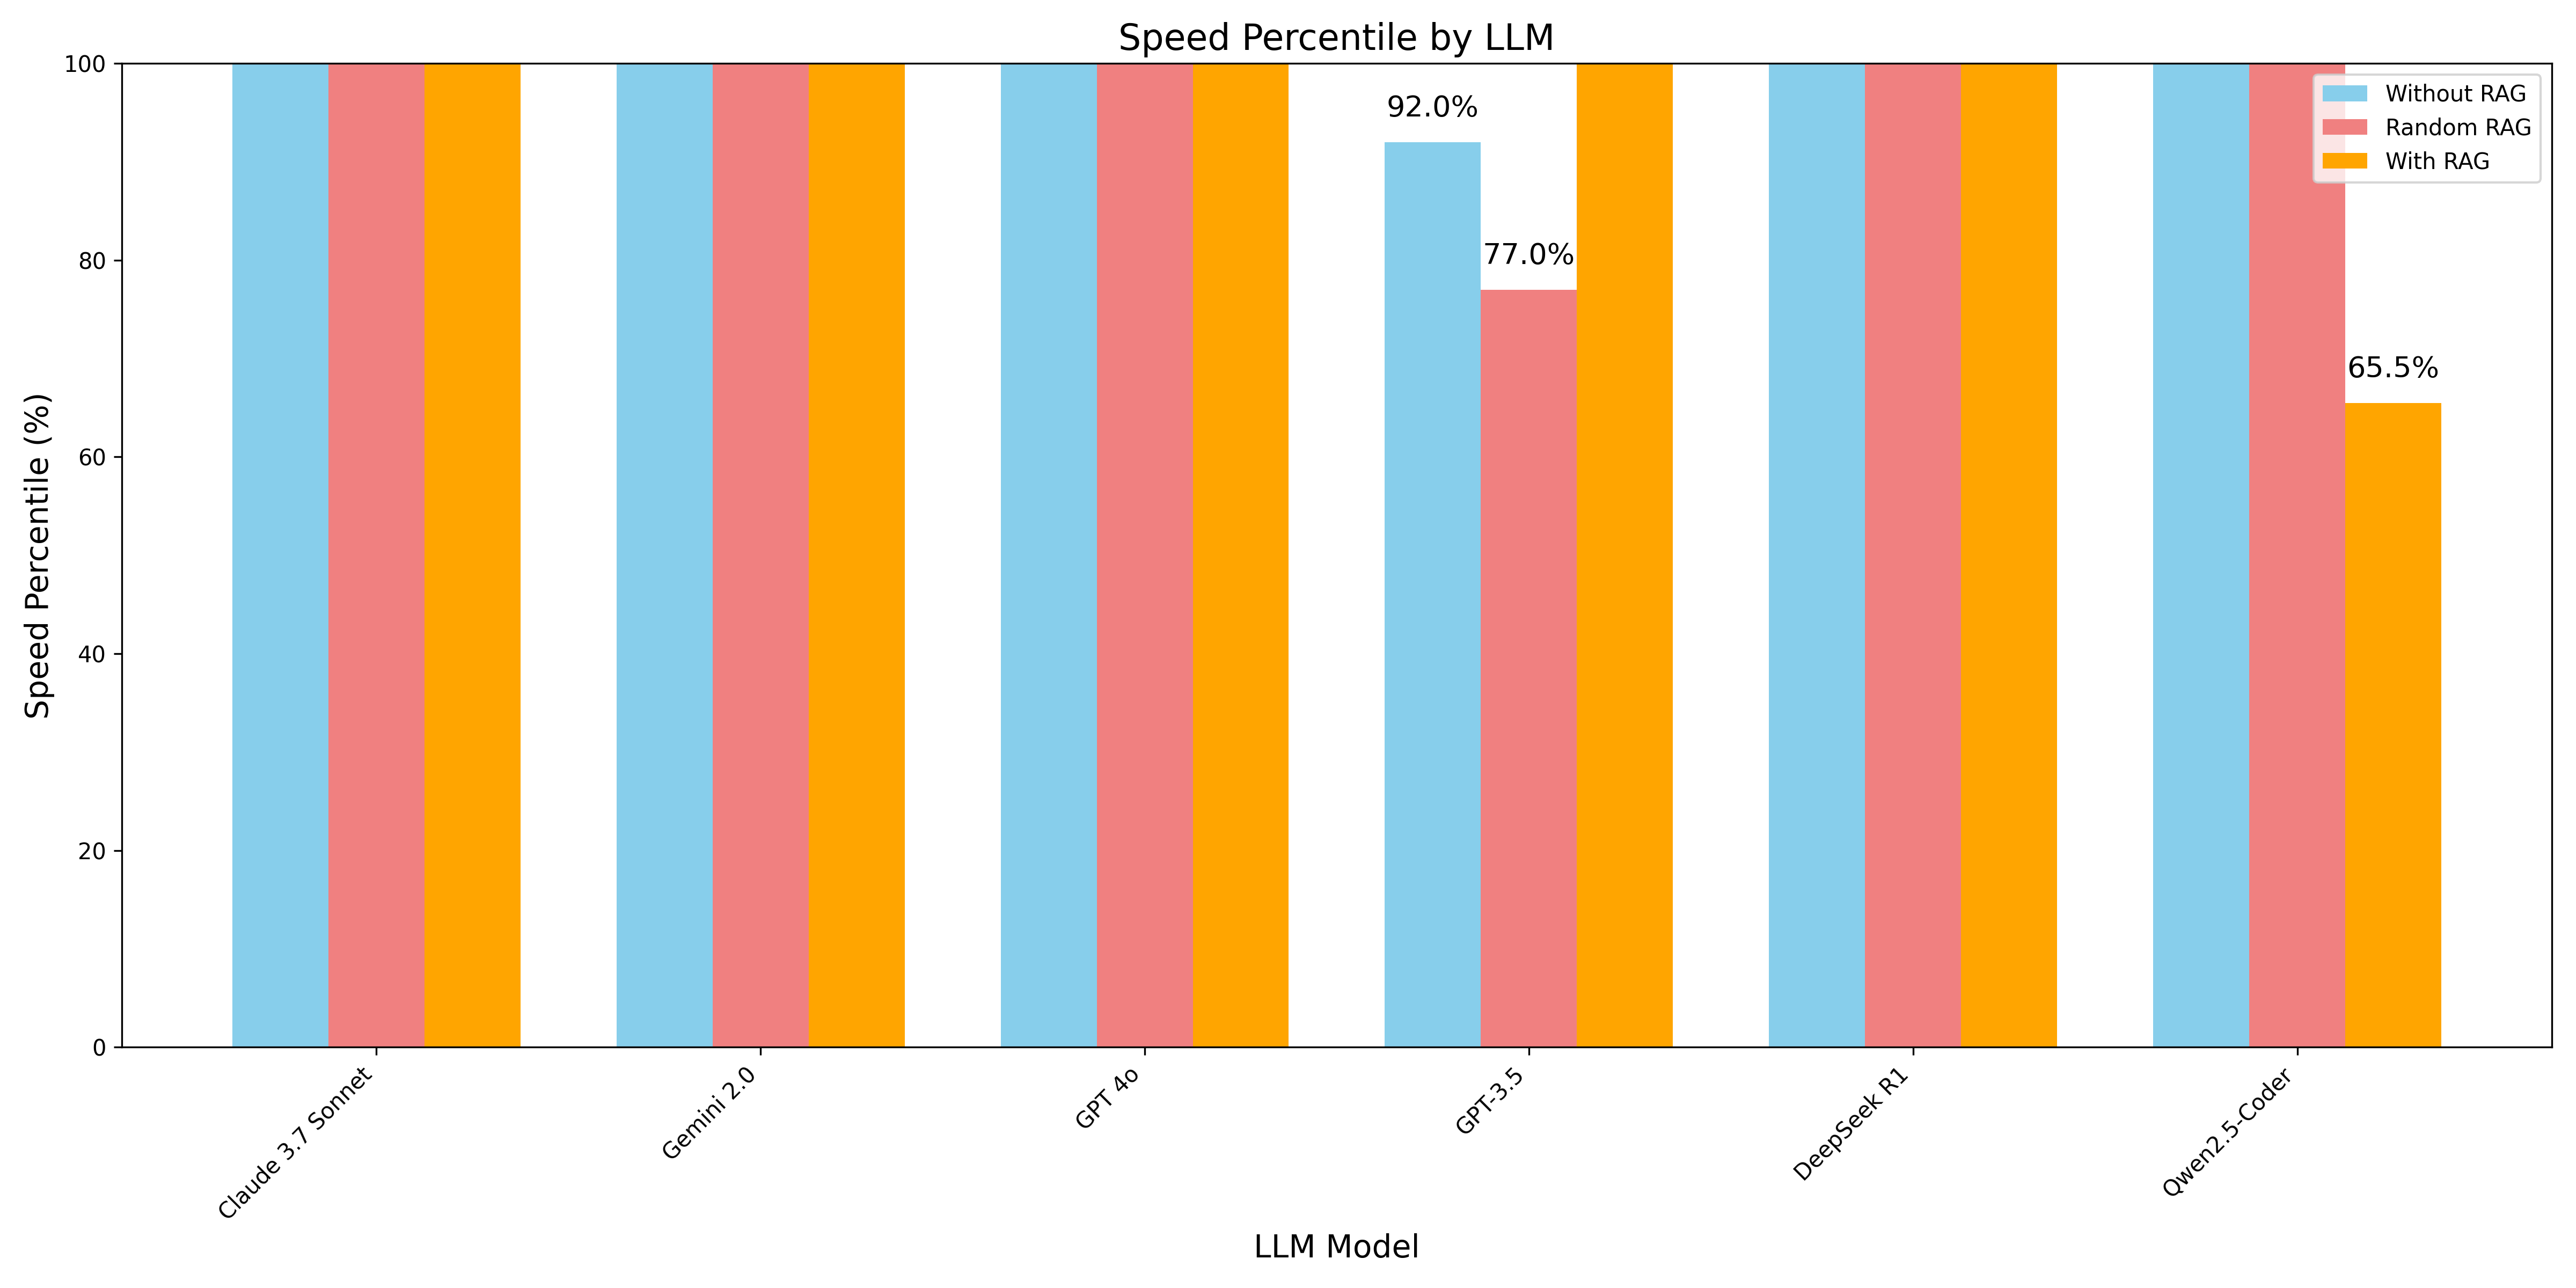 Speed Percentile by LLM
Speed Percentile (%)
100
80
60
40
20
0
92.0%
77.0%
65.5%
Without RAG
Random RAG
With RAG
Claude 3.7 Sonnet
Gemini 2.0
GPT 4o
GPT-3.5
DeepSeek R1
Qwen2.5-Coder
LLM Model